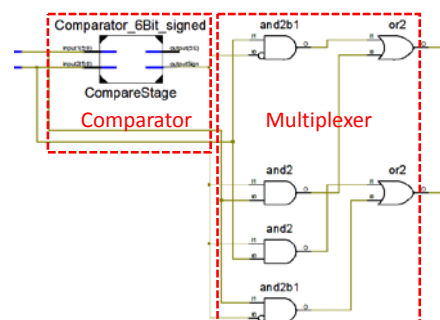 Comparator_6Bit_signed
and2b1
or2
input1(5:0)
output(5:0)
input2(5:0)
outputSign
CompareStage
Comparator
Multiplexer
and2
or2
and2
and2b1